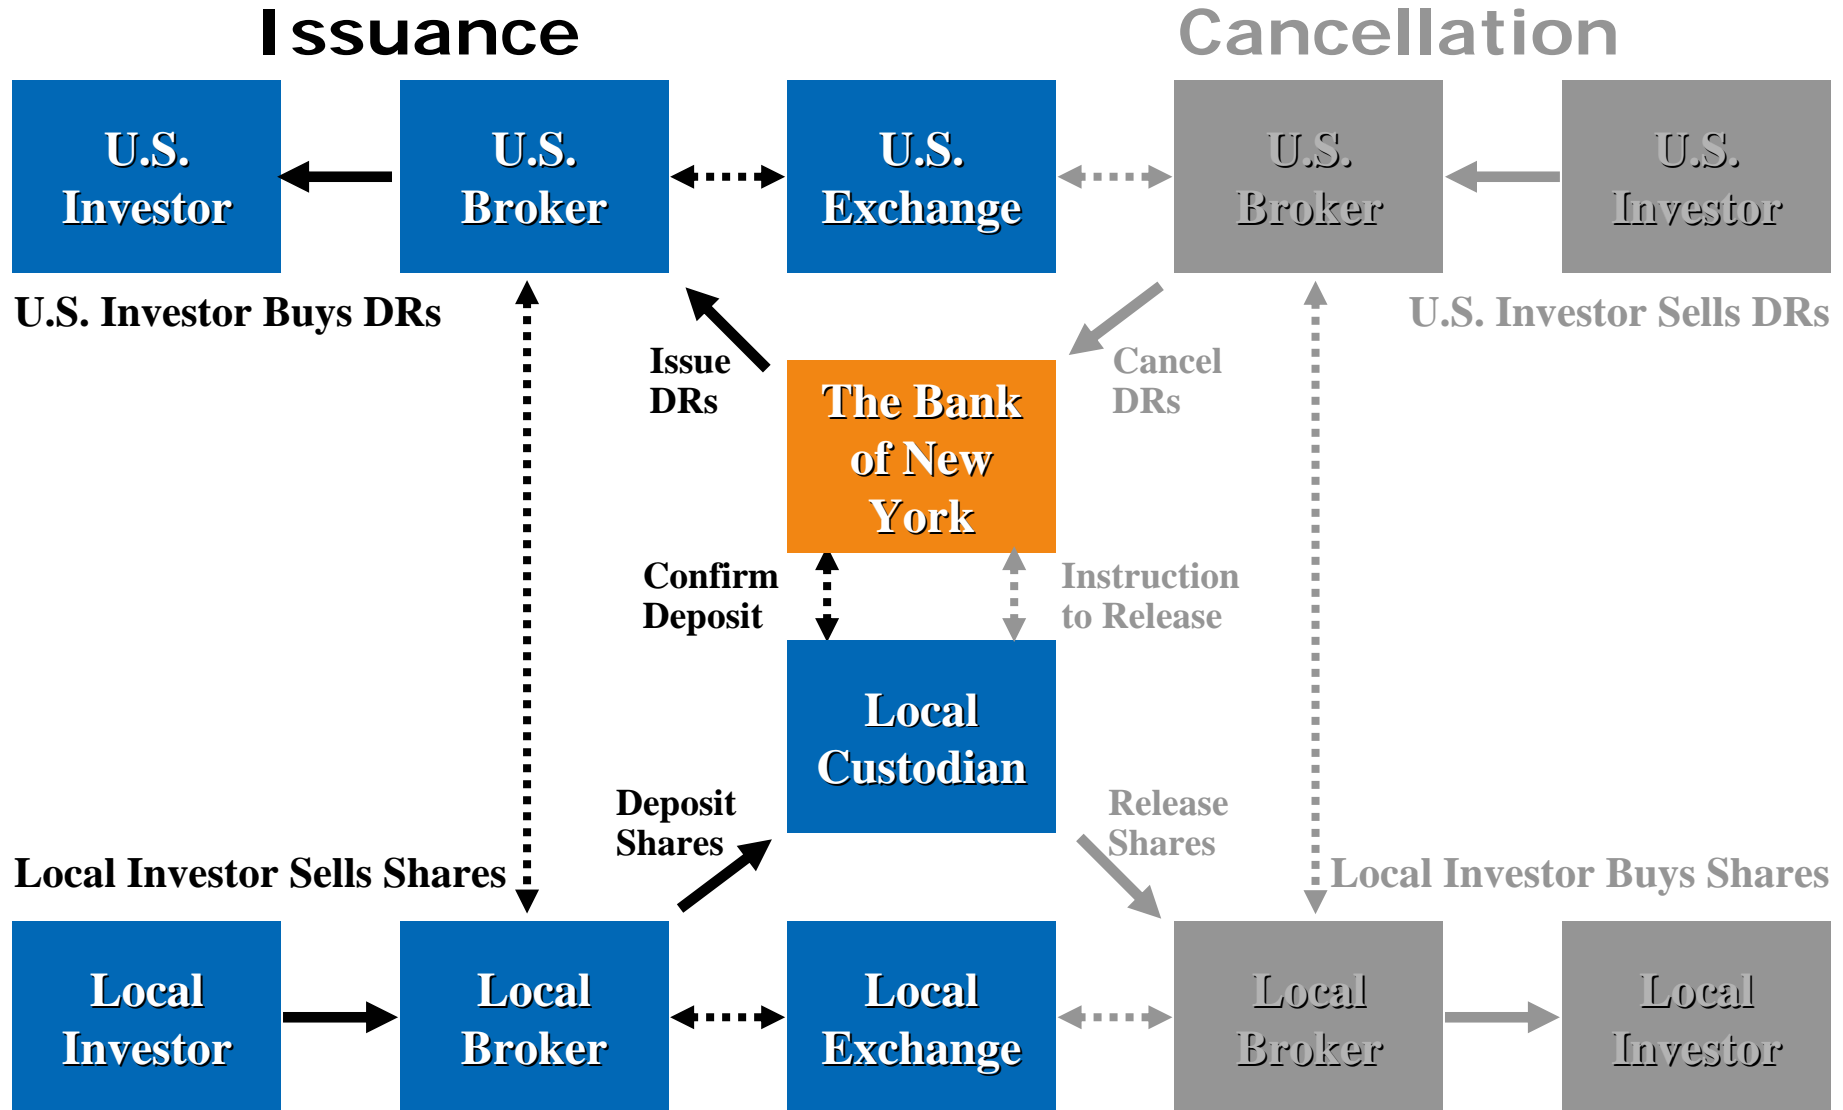 Issuance
Cancellation
U.S.
Investor
U.S.
Broker
U.S.
Exchange
U.S.
Broker
U.S.
Investor
U.S. Investor Buys DRs
U.S. Investor Sells DRs
Issue
DRs
Cancel
DRs
The Bank
of New
York
Confirm
Deposit
Instruction
to Release
Local
Custodian
Deposit
Shares
Release
Shares
Local Investor Sells Shares
Local Investor Buys Shares
Local
Investor
Local
Broker
Local
Exchange
Local
Broker
Local
Investor